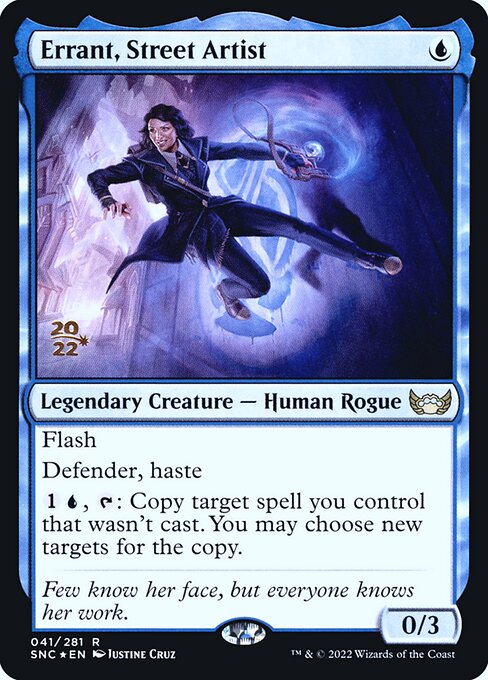 Errant, Street Artist
20
22
Legendary Creature — Human Rogue
Flash
Defender, haste
1 , : Copy target spell you control
that wasn't cast. You may choose new
targets for the copy.
Few know her face, but everyone knows
her work.
0/3
041/281 R
SNC ★ EN Justine Cruz
™ & © 2022 Wizards of the Coast